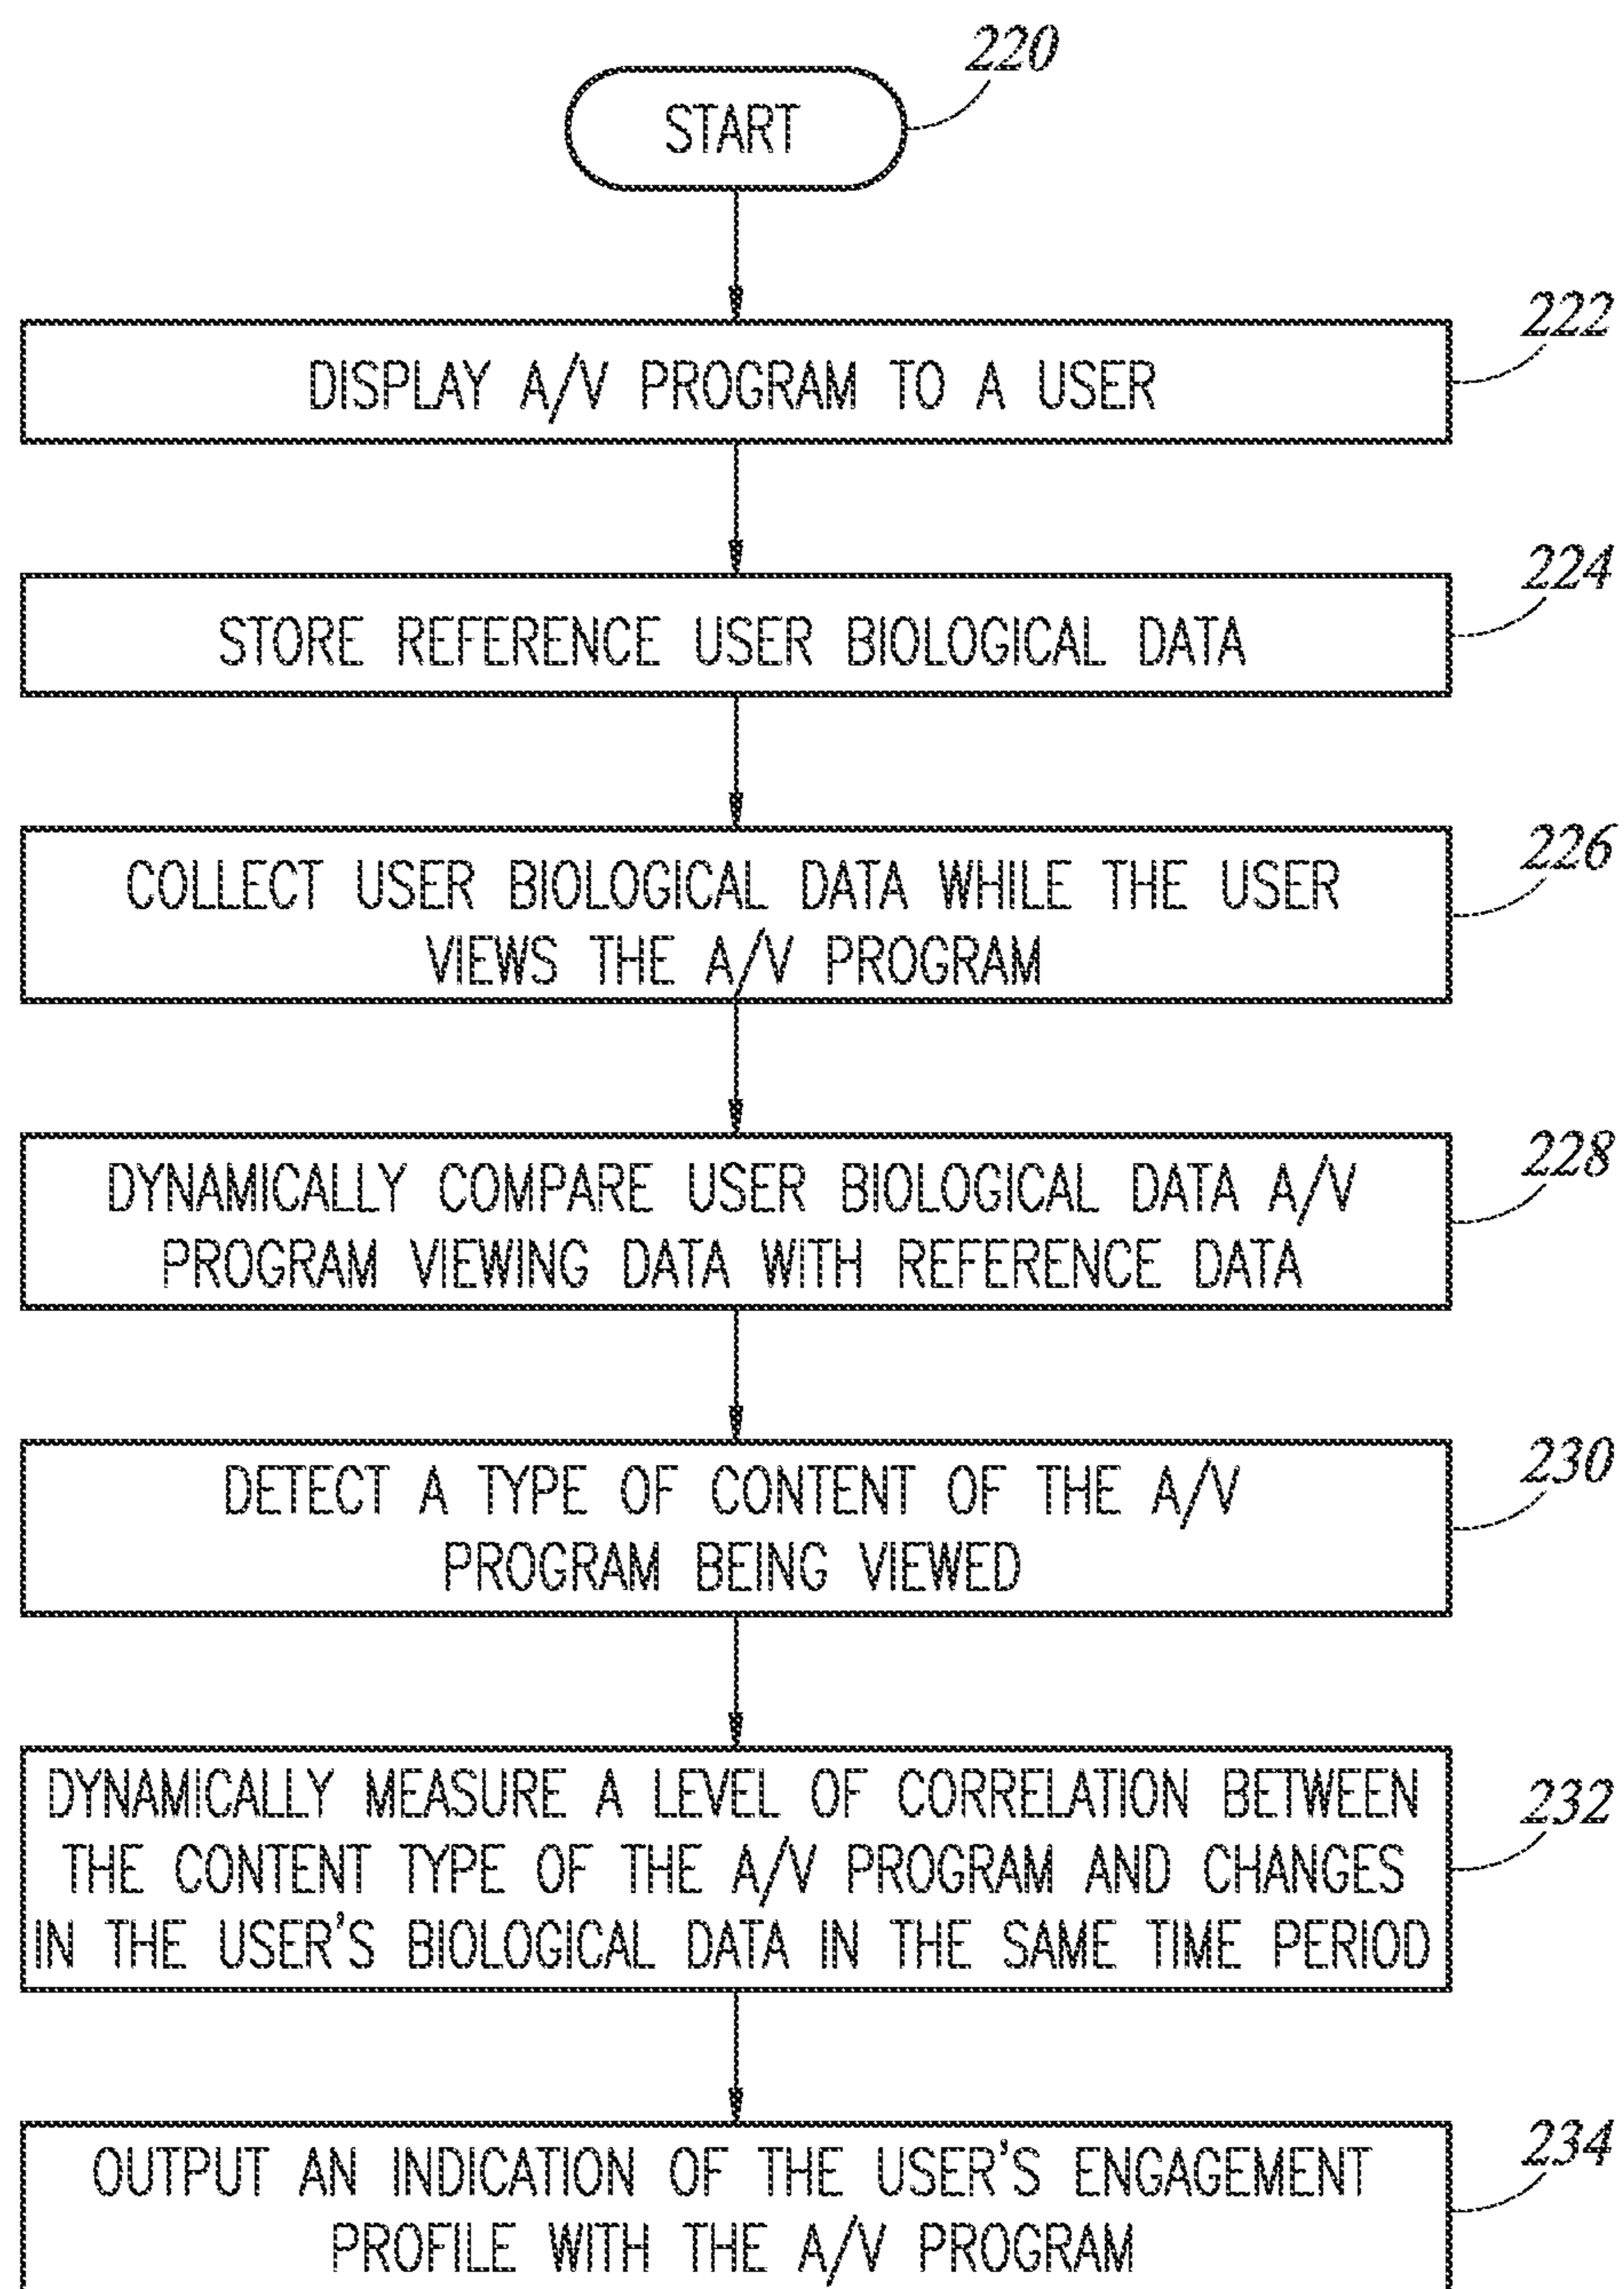 220
START
222
DISPLAY A/V PROGRAM TO A USER
224
STORE REFERENCE USER BIOLOGICAL DATA
226
COLLECT USER BIOLOGICAL DATA WHILE THE USER
VIEWS THE A/V PROGRAM
228
DYNAMICALLY COMPARE USER BIOLOGICAL DATA A/V
PROGRAM VIEWING DATA WITH REFERENCE DATA
230
DETECT A TYPE OF CONTENT OF THE A/V
PROGRAM BEING VIEWED
232
DYNAMICALLY MEASURE A LEVEL OF CORRELATION BETWEEN
THE CONTENT TYPE OF THE A/V PROGRAM AND CHANGES
IN THE USER'S BIOLOGICAL DATA IN THE SAME TIME PERIOD
234
OUTPUT AN INDICATION OF THE USER'S ENGAGEMENT
PROFILE WITH THE A/V PROGRAM